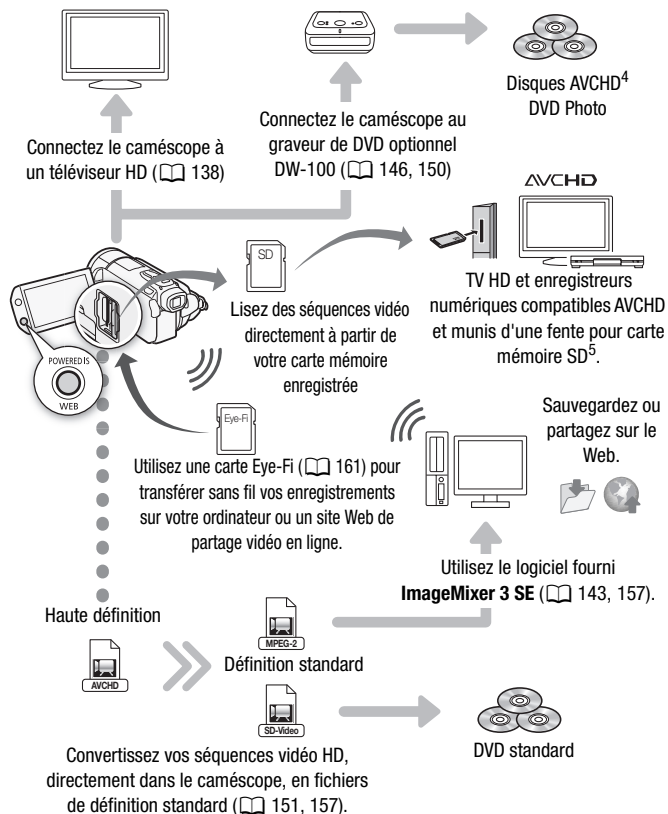 Disques AVCHD4
DVD Photo
Connectez le caméscope à
un téléviseur HD (138)
Connectez le caméscope au
graveur de DVD optionnel
DW-100 (146, 150)
AVCHD
SD
Lisez des séquences vidéo
directement à partir de
votre carte mémoire
enregistrée
TV HD et enregistreurs
numériques compatibles AVCHD
et munis d'une fente pour carte
mémoire SD5.
POWERED IS
WEB
Eye-Fi
Utilisez une carte Eye-Fi (161) pour
transférer sans fil vos enregistrements
sur votre ordinateur ou un site Web de
partage vidéo en ligne.
Sauvegardez ou
partagez sur le
Web.
Utilisez le logiciel fourni
ImageMixer 3 SE (143, 157).
Haute définition
AVCHD
MPEG-2
Définition standard
SD-Video
DVD standard
Convertissez vos séquences vidéo HD,
directement dans le caméscope, en fichiers
de définition standard (151, 157).